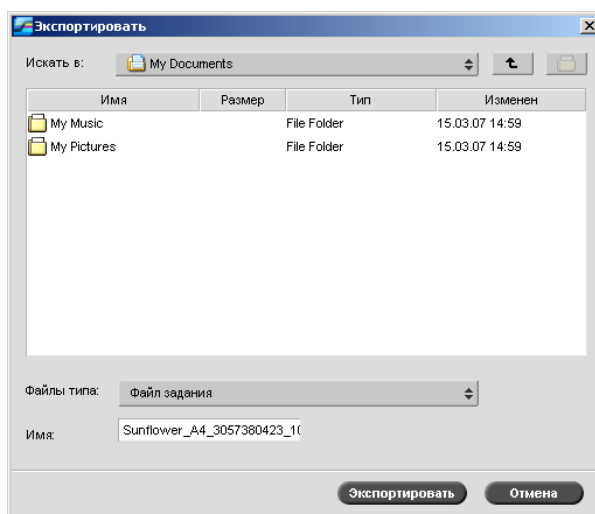 Экспортировать
Искать в: My Documents
Имя Размер Тип Изменен
My Music File Folder 15.03.07 14:59
My Pictures File Folder 15.03.07 14:59
Файлы типа: Файл задания
Имя: Sunflower_A4_3057380423_10
Экспортировать Отмена